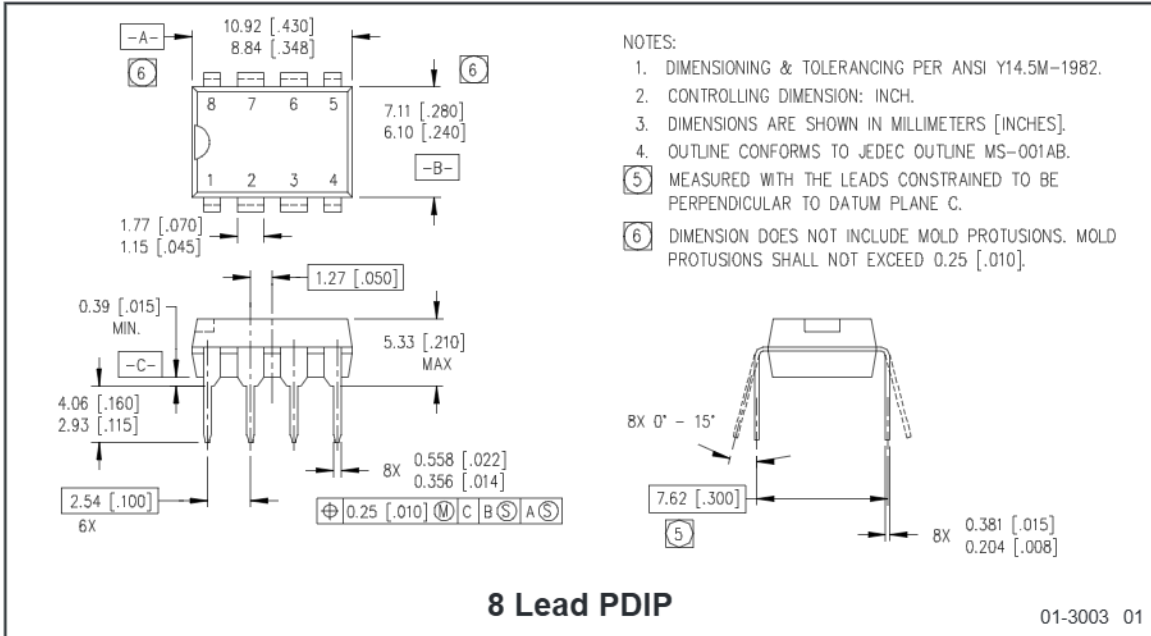 10.92 [.430]
8.84 [.348]
-A-
6
6
8 7 6 5
7.11 [.280]
6.10 [.240]
-B-
1 2 3 4
1.77 [.070]
1.15 [.045]
1.27 [.050]
0.39 [.015]
MIN.
-C-
5.33 [.210]
MAX
4.06 [.160]
2.93 [.115]
8X 0.558 [.022]
0.356 [.014]
2.54 [.100]
6X
⌖ 0.25 [.010] Ⓜ C B Ⓢ A Ⓢ
NOTES:
1. DIMENSIONING & TOLERANCING PER ANSI Y14.5M-1982.
2. CONTROLLING DIMENSION: INCH.
3. DIMENSIONS ARE SHOWN IN MILLIMETERS [INCHES].
4. OUTLINE CONFORMS TO JEDEC OUTLINE MS-001AB.
5 MEASURED WITH THE LEADS CONSTRAINED TO BE
PERPENDICULAR TO DATUM PLANE C.
6 DIMENSION DOES NOT INCLUDE MOLD PROTUSIONS. MOLD
PROTUSIONS SHALL NOT EXCEED 0.25 [.010].
8X 0° - 15°
7.62 [.300]
5
8X 0.381 [.015]
0.204 [.008]
8 Lead PDIP
01-3003 01